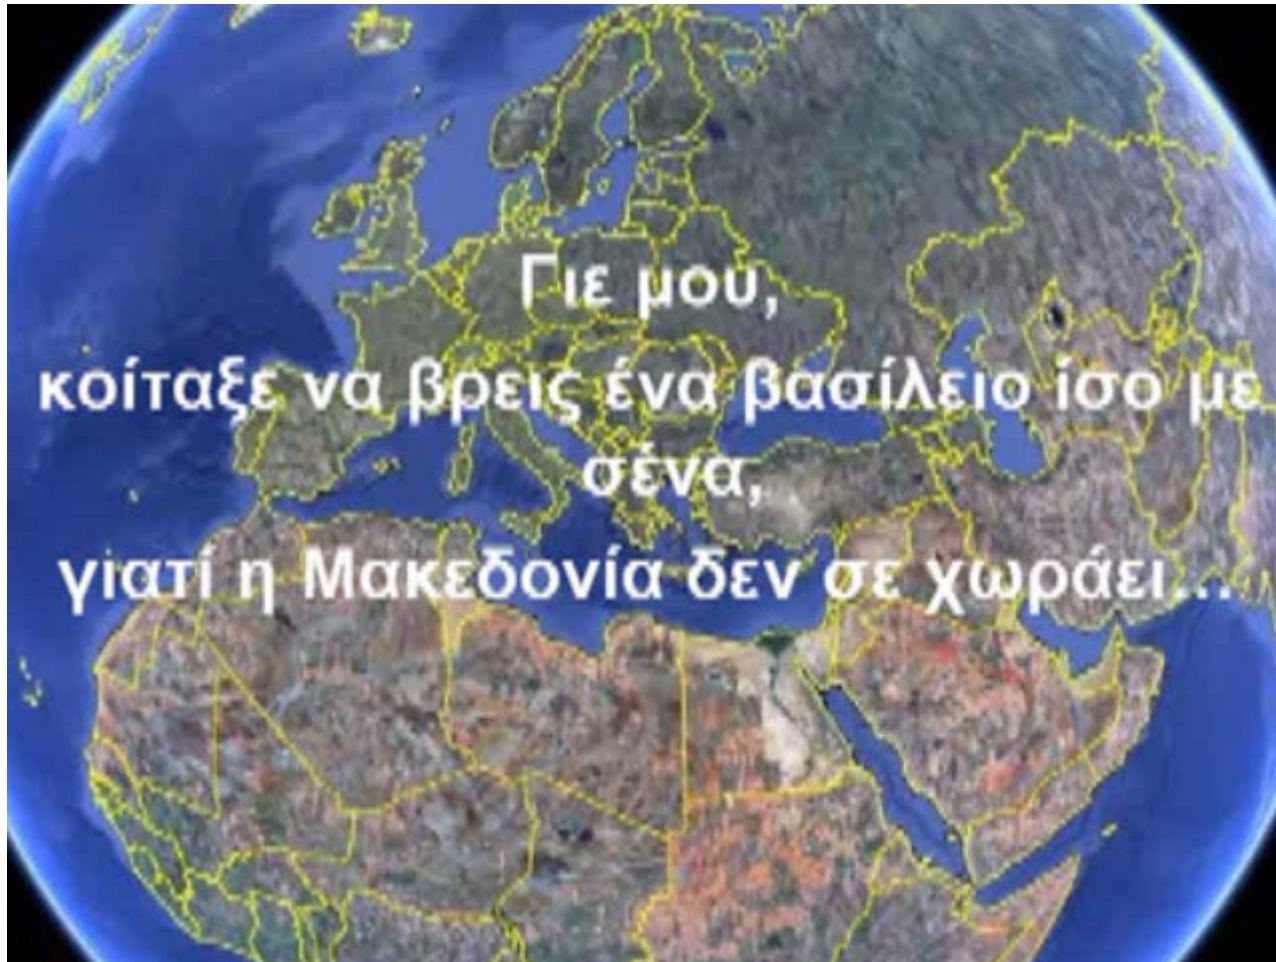 Γιε μου,
κοίταξε να βρεις ένα βασίλειο ίσο με
σένα,
γιατί η Μακεδονία δεν σε χωράει...